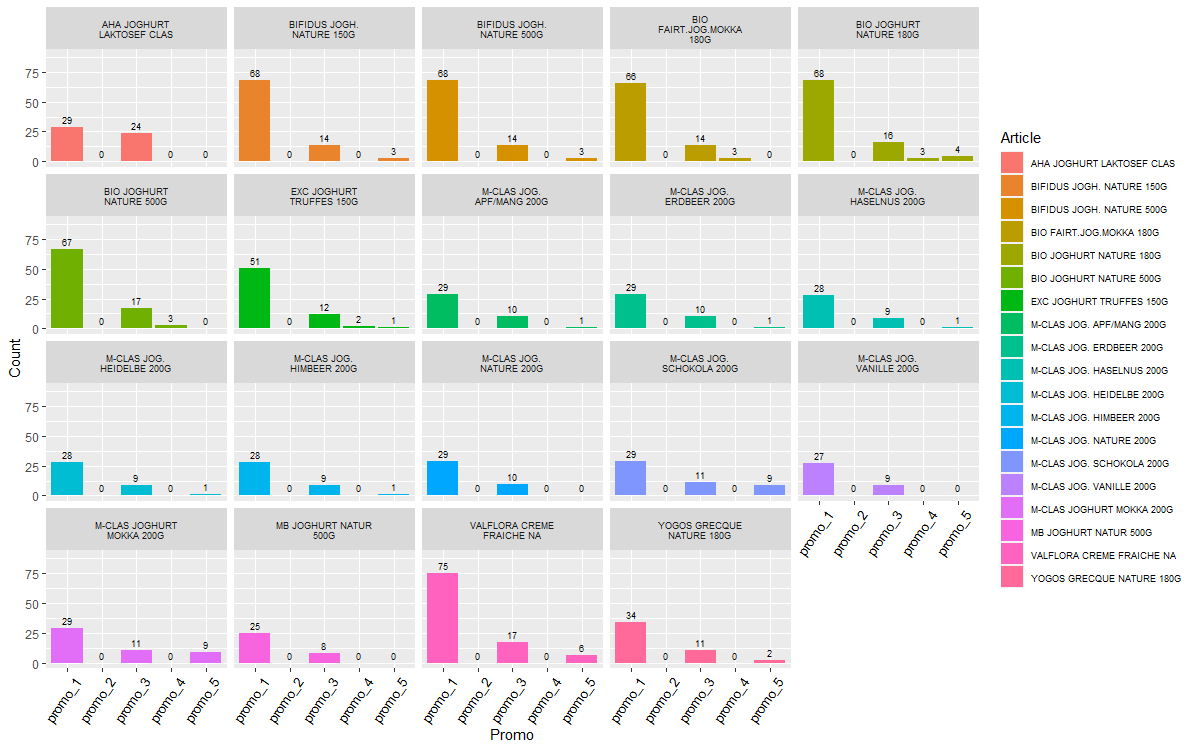 AHA JOGHURT
LAKTOSEF CLAS
BIFIDUS JOGH.
NATURE 150G
BIFIDUS JOGH.
NATURE 500G
BIO
FAIRT.JOG.MOKKA
180G
BIO JOGHURT
NATURE 180G
75
50
25
0
29
0
24
0
0
68
0
14
0
3
68
0
14
0
3
66
0
14
3
0
68
0
16
3
4
BIO JOGHURT
NATURE 500G
EXC JOGHURT
TRUFFES 150G
M-CLAS JOG.
APF/MANG 200G
M-CLAS JOG.
ERDBEER 200G
M-CLAS JOG.
HASELNUS 200G
75
50
25
0
67
0
17
3
0
51
0
12
2
1
29
0
10
0
1
29
0
10
0
1
28
0
9
0
1
M-CLAS JOG.
HEIDELBE 200G
M-CLAS JOG.
HIMBEER 200G
M-CLAS JOG.
NATURE 200G
M-CLAS JOG.
SCHOKOLA 200G
M-CLAS JOG.
VANILLE 200G
75
50
25
0
28
0
9
0
1
28
0
9
0
1
29
0
10
0
0
29
0
11
0
9
27
0
9
0
0
promo_1
promo_2
promo_3
promo_4
promo_5
M-CLAS JOGHURT
MOKKA 200G
MB JOGHURT NATUR
500G
VALFLORA CREME
FRAICHE NA
YOGOS GRECQUE
NATURE 180G
75
50
25
0
29
0
11
0
9
25
0
8
0
0
75
0
17
0
6
34
0
11
0
2
promo_1
promo_2
promo_3
promo_4
promo_5
promo_1
promo_2
promo_3
promo_4
promo_5
promo_1
promo_2
promo_3
promo_4
promo_5
promo_1
promo_2
promo_3
promo_4
promo_5
Count
Promo
Article
AHA JOGHURT LAKTOSEF CLAS
BIFIDUS JOGH. NATURE 150G
BIFIDUS JOGH. NATURE 500G
BIO FAIRT.JOG.MOKKA 180G
BIO JOGHURT NATURE 180G
BIO JOGHURT NATURE 500G
EXC JOGHURT TRUFFES 150G
M-CLAS JOG. APF/MANG 200G
M-CLAS JOG. ERDBEER 200G
M-CLAS JOG. HASELNUS 200G
M-CLAS JOG. HEIDELBE 200G
M-CLAS JOG. HIMBEER 200G
M-CLAS JOG. NATURE 200G
M-CLAS JOG. SCHOKOLA 200G
M-CLAS JOG. VANILLE 200G
M-CLAS JOGHURT MOKKA 200G
MB JOGHURT NATUR 500G
VALFLORA CREME FRAICHE NA
YOGOS GRECQUE NATURE 180G